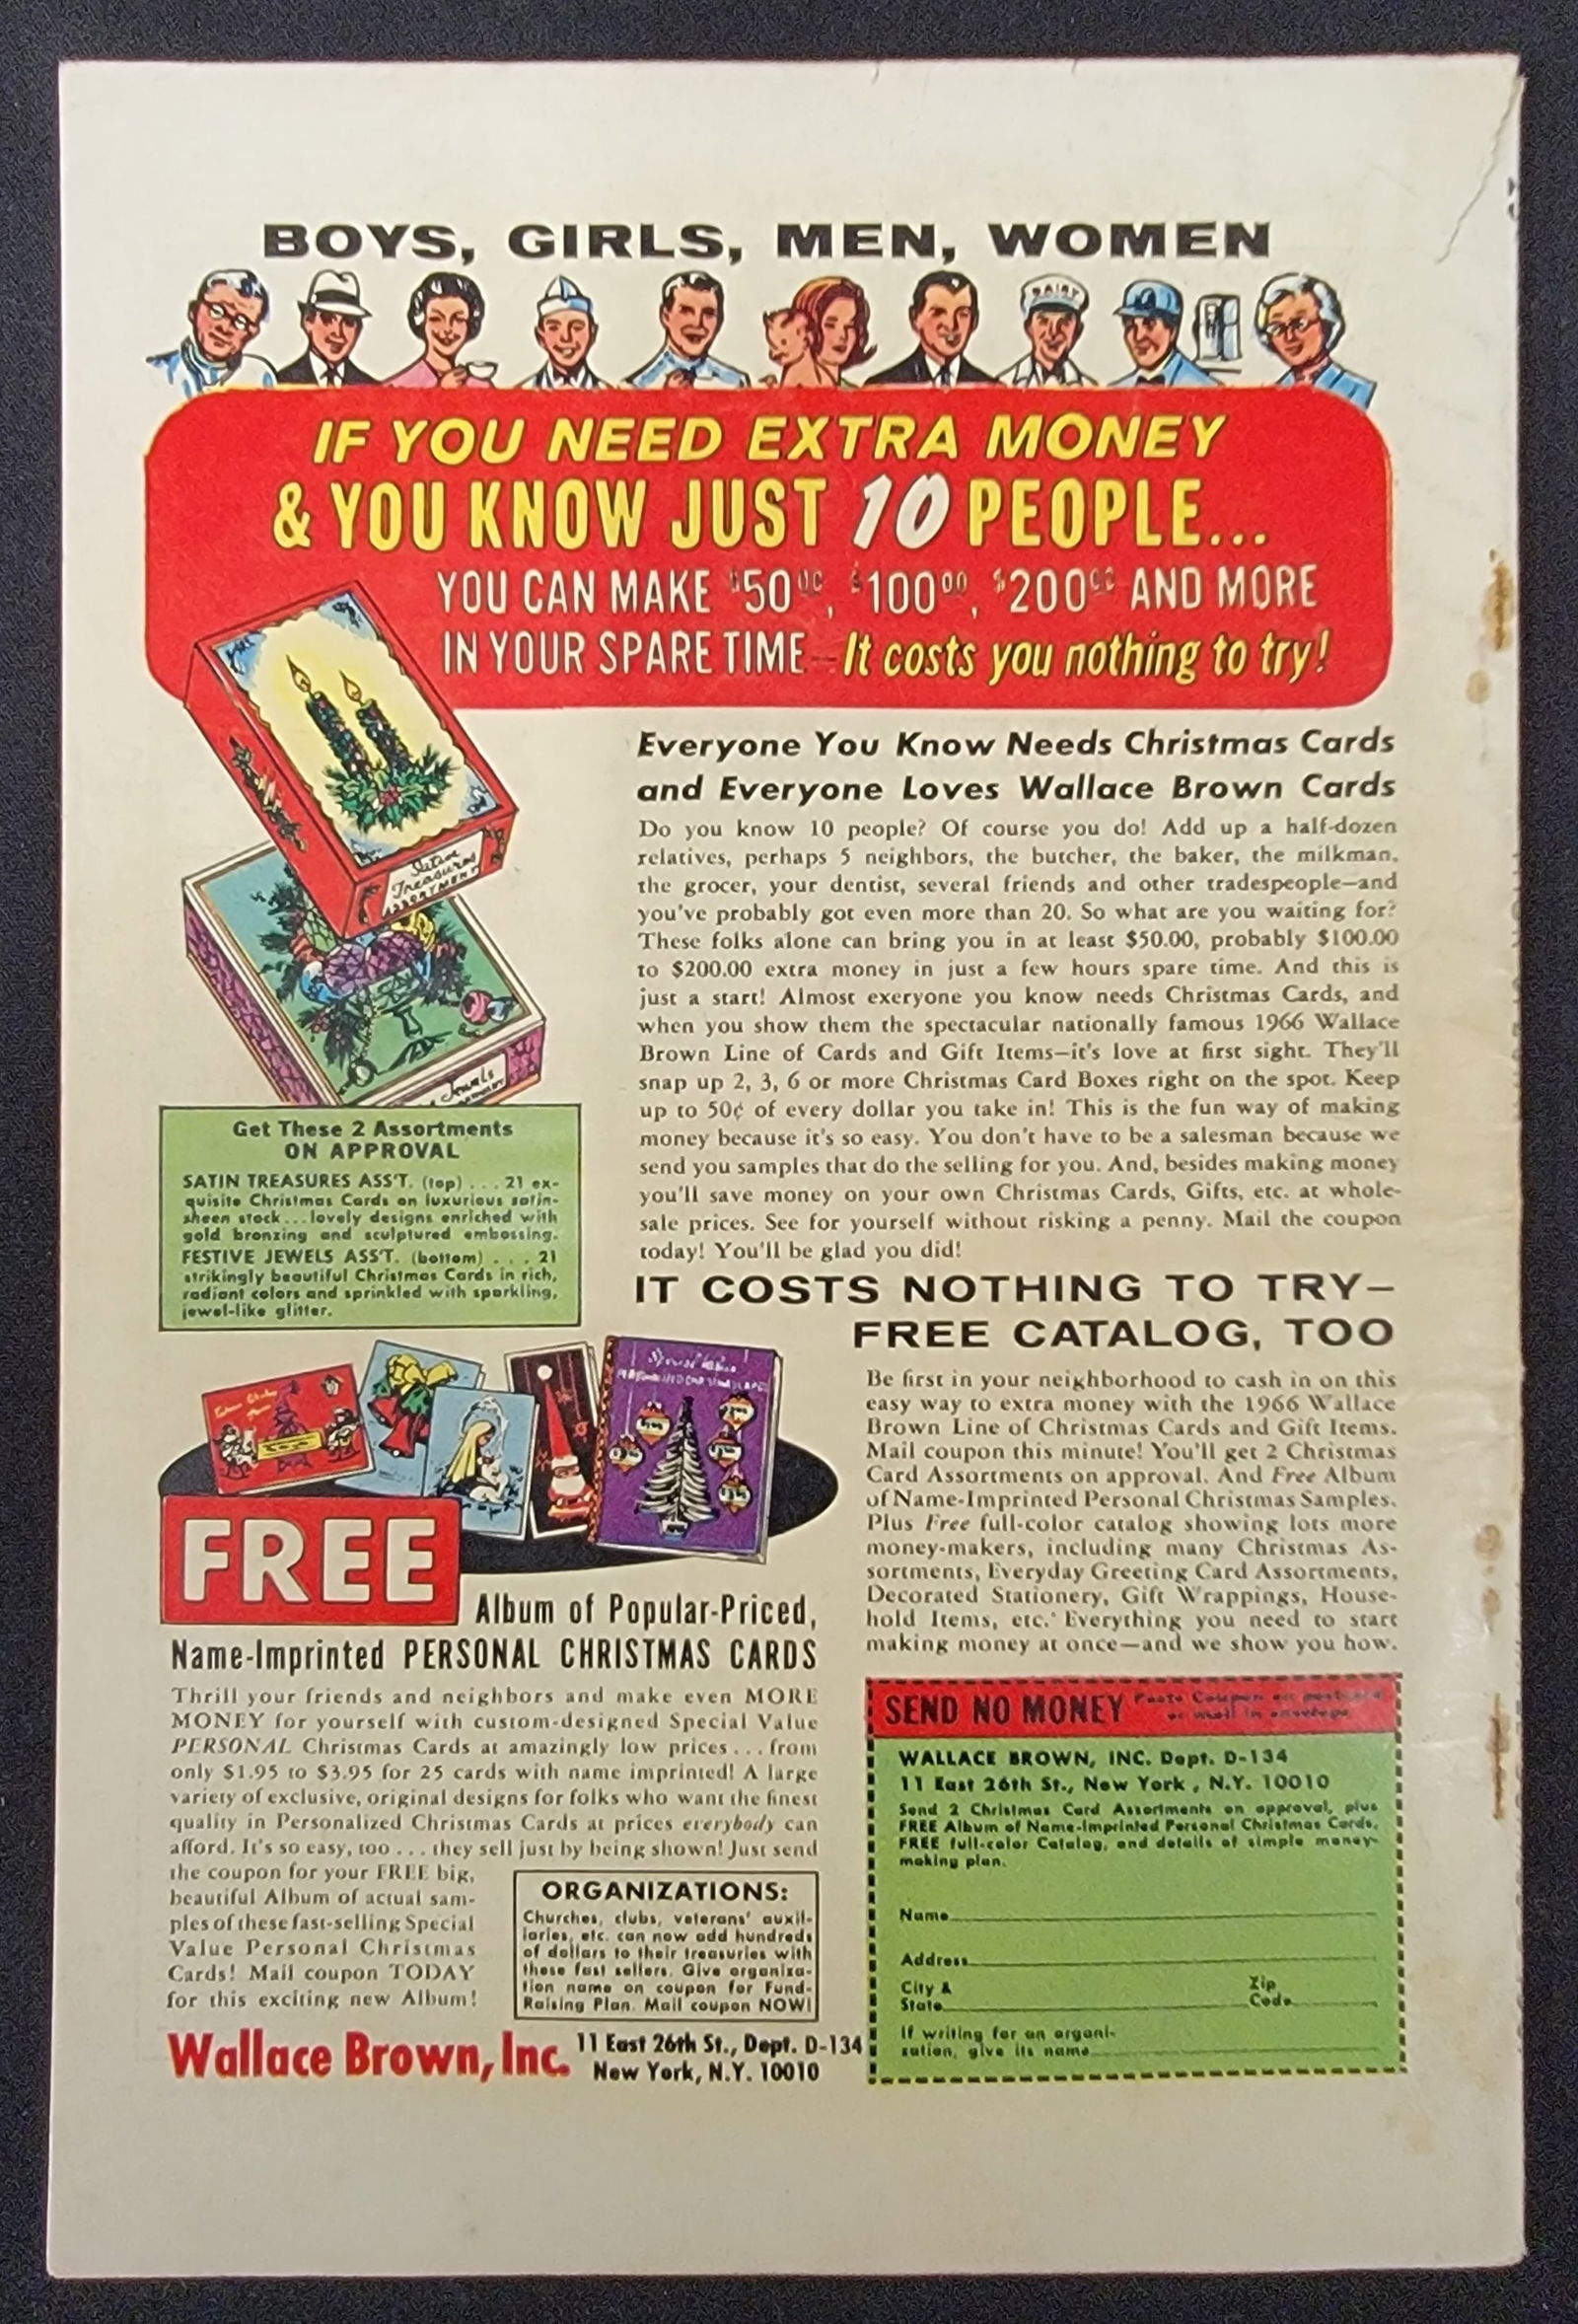 BOYS, GIRLS, MEN, WOMEN
DAIRY
IF YOU NEED EXTRA MONEY
& YOU KNOW JUST 10 PEOPLE...
YOU CAN MAKE $50.00, $100.00, $200.00 AND MORE
IN YOUR SPARE TIME—It costs you nothing to try!
Satin
Treasures
ASSORTMENT
Jewels
Get These 2 Assortments
ON APPROVAL
SATIN TREASURES ASS'T. (top) . . . 21 ex-
quisite Christmas Cards on luxurious satin-
sheen stock...lovely designs enriched with
gold bronzing and sculptured embossing.
FESTIVE JEWELS ASS'T. (bottom) . . . 21
strikingly beautiful Christmas Cards in rich,
radiant colors and sprinkled with sparkling,
jewel-like glitter.
Everyone You Know Needs Christmas Cards
and Everyone Loves Wallace Brown Cards
Do you know 10 people? Of course you do! Add up a half-dozen
relatives, perhaps 5 neighbors, the butcher, the baker, the milkman,
the grocer, your dentist, several friends and other tradespeople—and
you've probably got even more than 20. So what are you waiting for?
These folks alone can bring you in at least $50.00, probably $100.00
to $200.00 extra money in just a few hours spare time. And this is
just a start! Almost exeryone you know needs Christmas Cards, and
when you show them the spectacular nationally famous 1966 Wallace
Brown Line of Cards and Gift Items—it's love at first sight. They'll
snap up 2, 3, 6 or more Christmas Card Boxes right on the spot. Keep
up to 50¢ of every dollar you take in! This is the fun way of making
money because it's so easy. You don't have to be a salesman because we
send you samples that do the selling for you. And, besides making money
you'll save money on your own Christmas Cards, Gifts, etc. at whole-
sale prices. See for yourself without risking a penny. Mail the coupon
today! You'll be glad you did!
IT COSTS NOTHING TO TRY—
FREE CATALOG, TOO
Be first in your neighborhood to cash in on this
easy way to extra money with the 1966 Wallace
Brown Line of Christmas Cards and Gift Items.
Mail coupon this minute! You'll get 2 Christmas
Card Assortments on approval. And Free Album
of Name-Imprinted Personal Christmas Samples.
Plus Free full-color catalog showing lots more
money-makers, including many Christmas As-
sortments, Everyday Greeting Card Assortments,
Decorated Stationery, Gift Wrappings, House-
hold Items, etc. Everything you need to start
making money at once—and we show you how.
FREE
Album of Popular-Priced,
Name-Imprinted PERSONAL CHRISTMAS CARDS
Thrill your friends and neighbors and make even MORE
MONEY for yourself with custom-designed Special Value
PERSONAL Christmas Cards at amazingly low prices...from
only $1.95 to $3.95 for 25 cards with name imprinted! A large
variety of exclusive, original designs for folks who want the finest
quality in Personalized Christmas Cards at prices everybody can
afford. It's so easy, too . . . they sell just by being shown! Just send
the coupon for your FREE big,
beautiful Album of actual sam-
ples of these fast-selling Special
Value Personal Christmas
Cards! Mail coupon TODAY
for this exciting new Album!
ORGANIZATIONS:
Churches, clubs, veterans' auxil-
iaries, etc. can now add hundreds
of dollars to their treasuries with
these fast sellers. Give organiza-
tion name on coupon for Fund-
Raising Plan. Mail coupon NOW!
Wallace Brown, Inc. 11 East 26th St., Dept. D-134
New York, N.Y. 10010
SEND NO MONEY Paste Coupon on postcard
or mail in envelope
WALLACE BROWN, INC. Dept. D-134
11 East 26th St., New York , N.Y. 10010
Send 2 Christmas Card Assortments on approval, plus
FREE Album of Name-Imprinted Personal Christmas Cards,
FREE full-color Catalog, and details of simple money-
making plan.
Name
Address
City & Zip
State Code
If writing for an organi-
zation, give its name